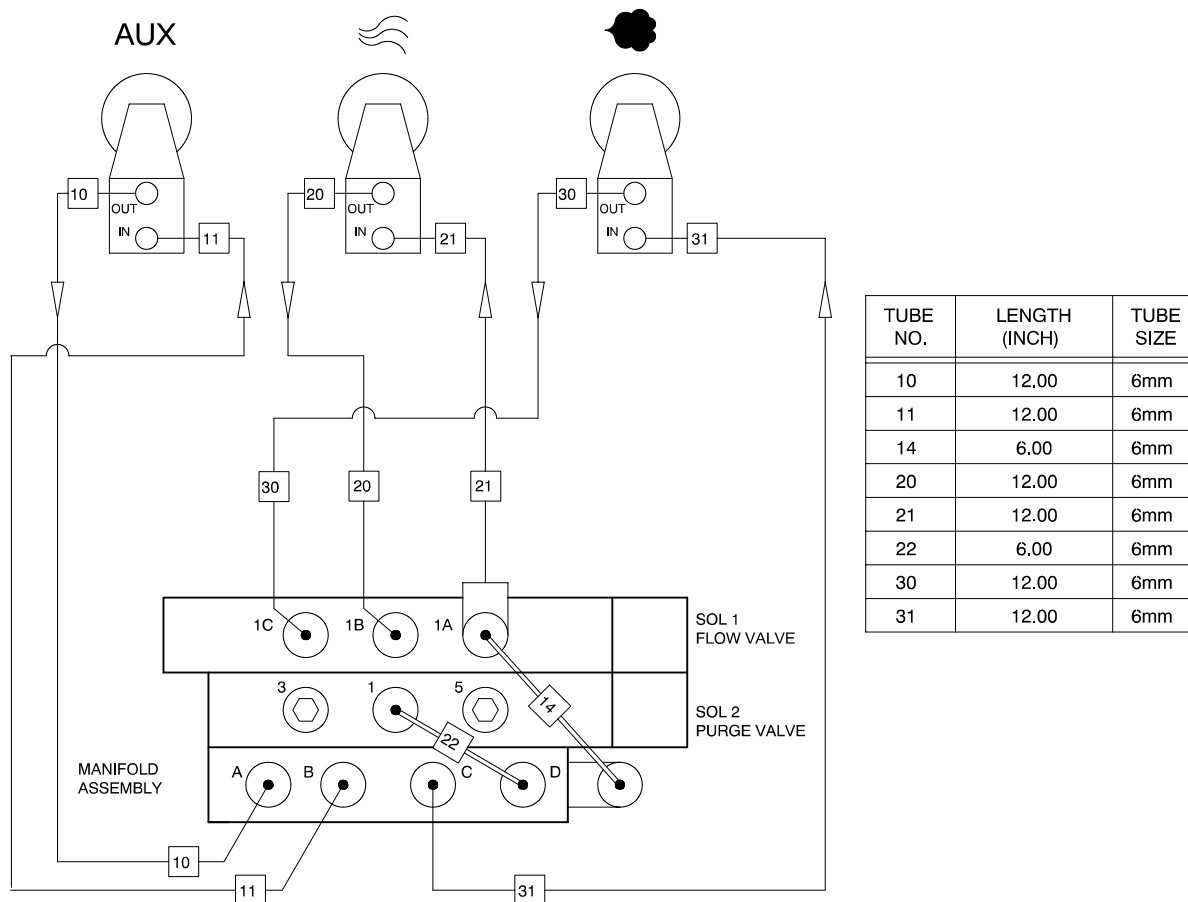 AUX
10
OUT
IN
11
20
OUT
IN
21
30
OUT
IN
31
30
20
21
1C
1B
1A
SOL 1
FLOW VALVE
3
1
5
14
22
SOL 2
PURGE VALVE
MANIFOLD
ASSEMBLY
A
B
C
D
10
11
31
TUBE NO. LENGTH (INCH) TUBE SIZE
10 12.00 6mm
11 12.00 6mm
14 6.00 6mm
20 12.00 6mm
21 12.00 6mm
22 6.00 6mm
30 12.00 6mm
31 12.00 6mm